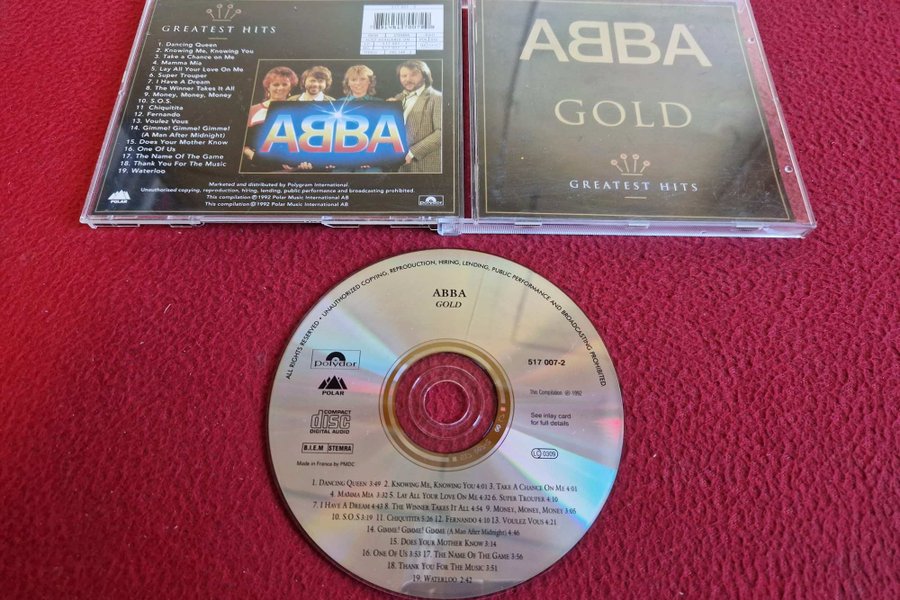 GREATEST HITS
1. Dancing Queen
2. Knowing Me, Knowing You
3. Take a Chance on Me
4. Mamma Mia
5. Lay All Your Love On Me
6. Super Trouper
7. I Have A Dream
8. The Winner Takes It All
9. Money, Money, Money
10. S.O.S.
11 Chiquitita
12. Fernando
13. Voulez Vous
14. Gimme! Gimme! Gimme!
(A Man After Midnight)
15. Does Your Mother Know
16. One Of Us
17. The Name Of The Game
18. Thank You For The Music
19. Waterloo
ABBA
Marketed and distributed by Polygram International.
Unauthorized copying, reproduction, hiring, lending, public performance and broadcasting prohibited.
This compilation ℗ 1992 Polar Music International AB
This compilation © 1992 Polar Music International AB
POLAR
polydor
ABBA
GOLD
GREATEST HITS
ALL RIGHTS RESERVED • UNAUTHORIZED COPYING, REPRODUCTION, HIRING, LENDING, PUBLIC PERFORMANCE AND BROADCASTING PROHIBITED
ABBA
GOLD
polydor
POLAR
COMPACT
disc
DIGITAL AUDIO
B.I.E.M STEMRA
Made in France by PMDC
517 007-2
This Compilation ℗ 1992
See inlay card
for full details
LC 0309
1. DANCING QUEEN 3:49 2. KNOWING ME, KNOWING YOU 4:01 3. TAKE A CHANCE ON ME 4:01
4. MAMMA MIA 3:32 5. LAY ALL YOUR LOVE ON ME 4:32 6. SUPER TROUPER 4:10
7. I HAVE A DREAM 4:43 8. THE WINNER TAKES IT ALL 4:54 9. MONEY, MONEY, MONEY 3:05
10. S.O.S 3:19 11. CHIQUITITA 5:26 12. FERNANDO 4:10 13. VOULEZ VOUS 4:21
14. GIMME! GIMME! GIMME (A Man After Midnight) 4:46
15. DOES YOUR MOTHER KNOW 3:14
16. ONE OF US 3:53 17. THE NAME OF THE GAME 3:56
18. THANK YOU FOR THE MUSIC 3:51
19. WATERLOO 2:42